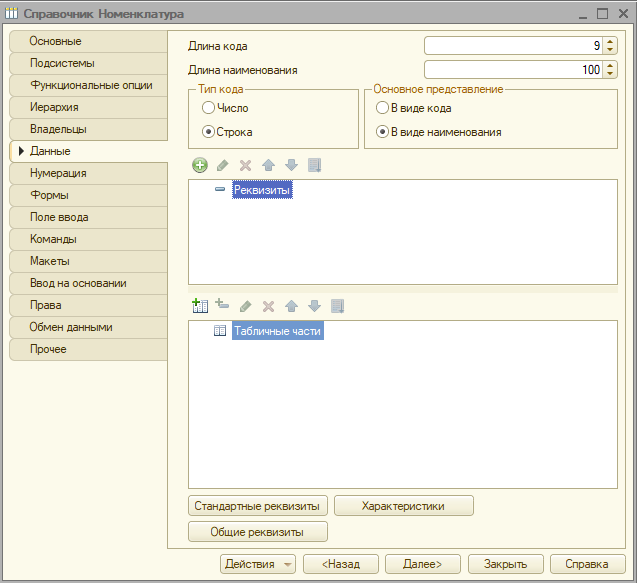 Справочник Номенклатура
Основные
Подсистемы
Функциональные опции
Иерархия
Владельцы
Данные
Нумерация
Формы
Поле ввода
Команды
Макеты
Ввод на основании
Права
Обмен данными
Прочее
Длина кода 9
Длина наименования 100
Тип кода
Число
Строка
Основное представление
В виде кода
В виде наименования
Реквизиты
Табличные части
Стандартные реквизиты Характеристики
Общие реквизиты
Действия <Назад Далее> Закрыть Справка